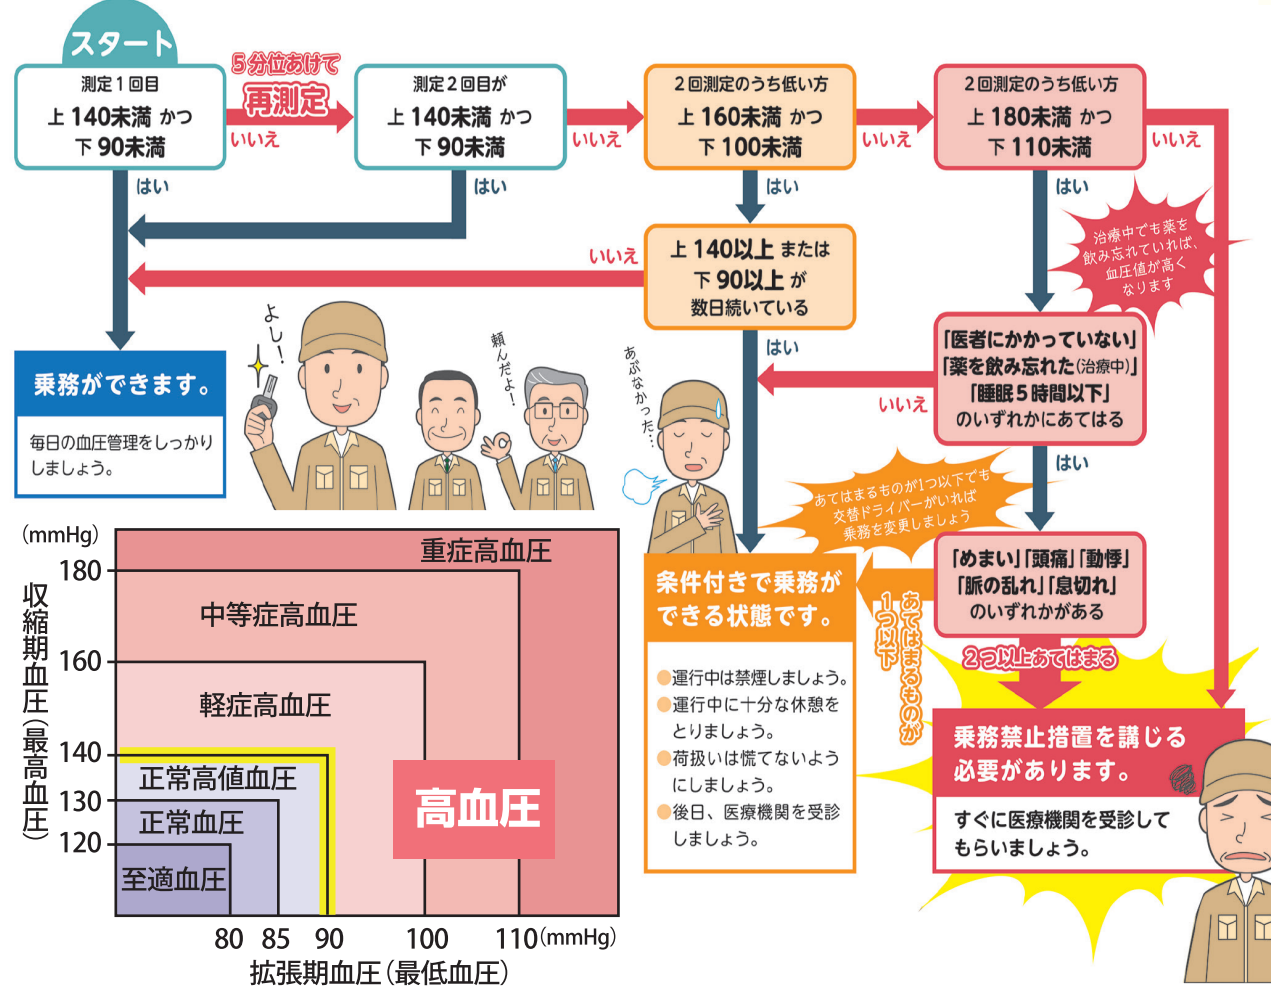 スタート
測定１回目
上 140未満 かつ
下 90未満
５分位あけて
再測定
いいえ
はい
測定２回目が
上 140未満 かつ
下 90未満
いいえ
はい
２回測定のうち低い方
上 160未満 かつ
下 100未満
いいえ
はい
２回測定のうち低い方
上 180未満 かつ
下 110未満
いいえ
はい
治療中でも薬を
飲み忘れていれば、
血圧値が高く
なります
上 140以上 または
下 90以上 が
数日続いている
いいえ
はい
「医者にかかっていない」
「薬を飲み忘れた（治療中）」
「睡眠５時間以下」
のいずれかにあてはる
いいえ
はい
乗務ができます。
毎日の血圧管理をしっかり
しましょう。
よし！
頼んだよ！
あぶなかった…
あてはまるものが1つ以下でも
交替ドライバーがいれば
乗務を変更しましょう
「めまい」「頭痛」「動悸」
「脈の乱れ」「息切れ」
のいずれかがある
あてはまるものが
１つ以下
２つ以上あてはまる
条件付きで乗務が
できる状態です。
●運行中は禁煙しましょう。
●運行中に十分な休憩を
とりましょう。
●荷扱いは慌てないよう
にしましょう。
●後日、医療機関を受診
しましょう。
乗務禁止措置を講じる
必要があります。
すぐに医療機関を受診して
もらいましょう。
（mmHg）
収縮期血圧（最高血圧）
180
160
140
130
120
重症高血圧
中等症高血圧
軽症高血圧
正常高値血圧
正常血圧
至適血圧
高血圧
80 85 90 100 110（mmHg）
拡張期血圧（最低血圧）